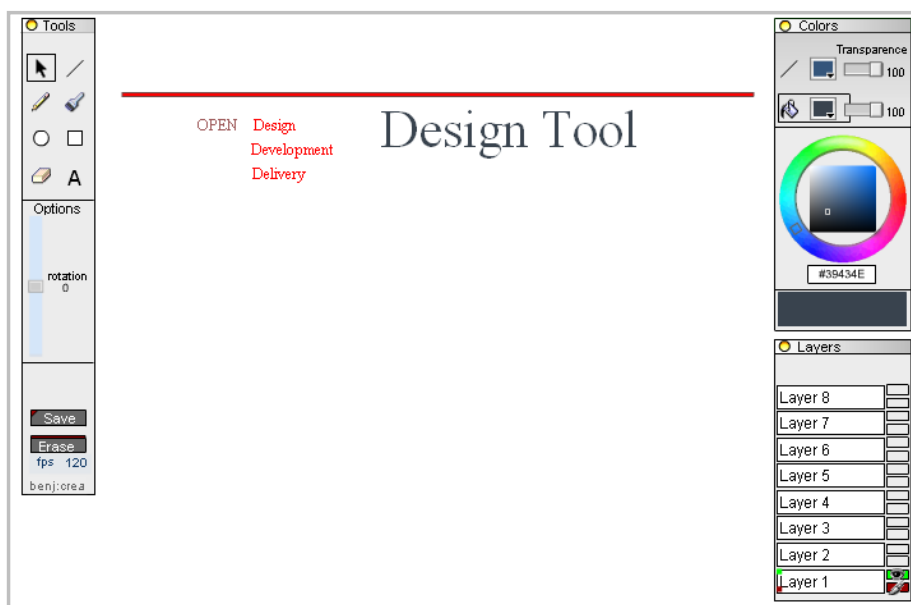 Tools
Options
rotation
0
Save
Erase
fps 120
benj:crea
OPEN Design
Development
Delivery
Design Tool
A
Colors
Transparence
100
100
#39434E
Layers
Layer 8
Layer 7
Layer 6
Layer 5
Layer 4
Layer 3
Layer 2
Layer 1